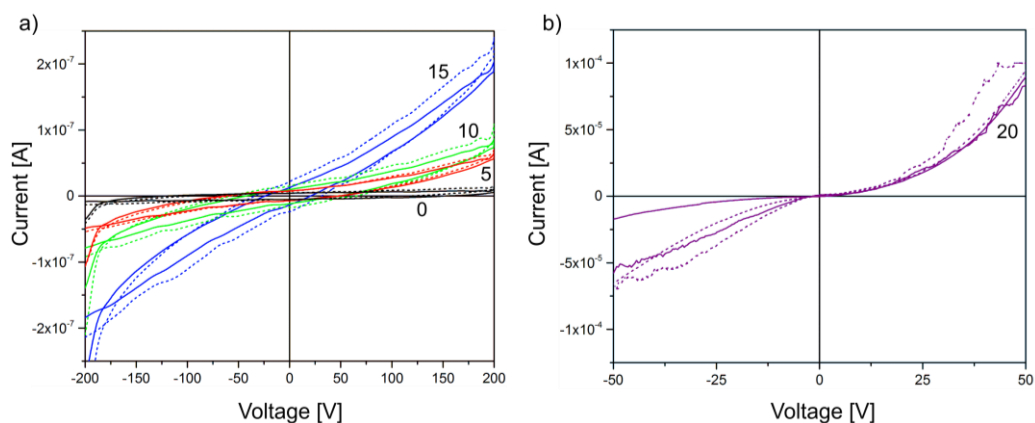 a)
Current [A]
2x10⁻⁷
1x10⁻⁷
0
-1x10⁻⁷
-2x10⁻⁷
15
10
5
0
-200 -150 -100 -50 0 50 100 150 200
Voltage [V]
b)
Current [A]
1x10⁻⁴
5x10⁻⁵
0
-5x10⁻⁵
-1x10⁻⁴
20
-50 -25 0 25 50
Voltage [V]